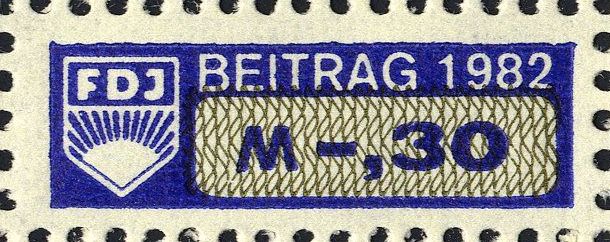 FDJ
BEITRAG 1982
M -,30